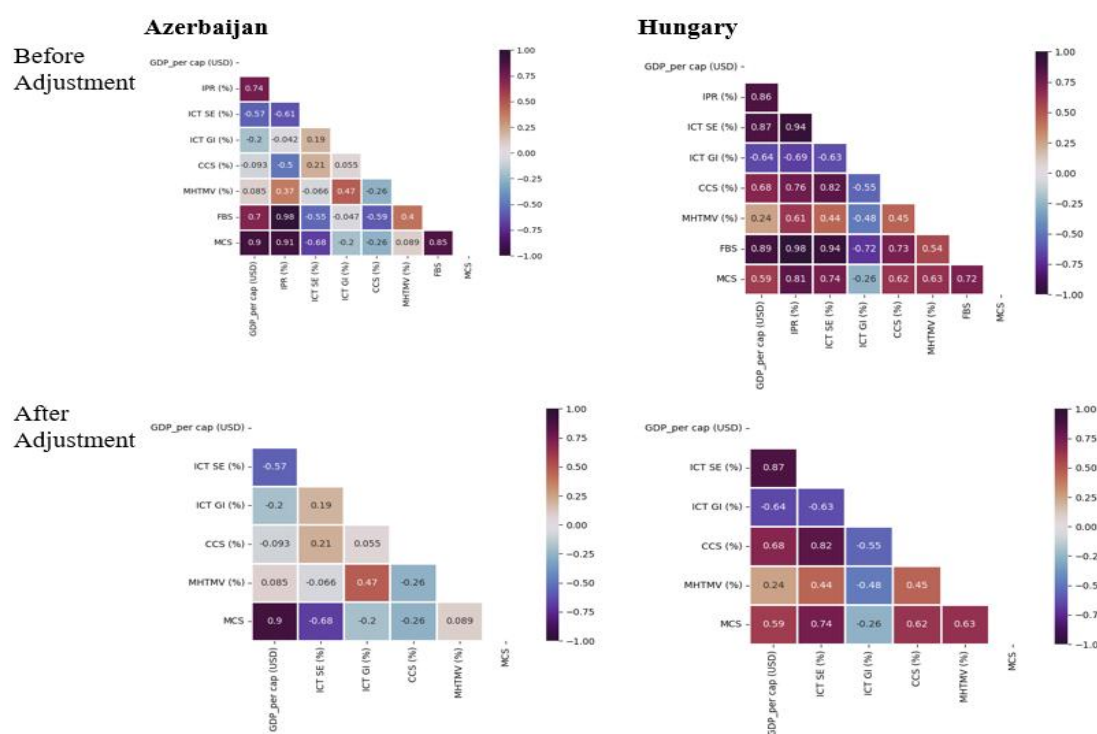 Azerbaijan
Hungary
Before
Adjustment
GDP_per cap (USD)
IPR (%) 0.74
ICT SE (%) -0.57 -0.61
ICT GI (%) -0.2 -0.042 0.19
CCS (%) -0.093 -0.5 0.21 0.055
MHTMV (%) 0.085 0.37 -0.066 0.47 -0.26
FBS 0.7 0.98 -0.55 -0.047 -0.59 0.4
MCS 0.9 0.91 -0.68 -0.2 -0.26 0.089 0.85
GDP_per cap (USD) IPR (%) ICT SE (%) ICT GI (%) CCS (%) MHTMV (%) FBS MCS
1.00
0.75
0.50
0.25
0.00
-0.25
-0.50
-0.75
-1.00
GDP_per cap (USD)
IPR (%) 0.86
ICT SE (%) 0.87 0.94
ICT GI (%) -0.64 -0.69 -0.63
CCS (%) 0.68 0.76 0.82 -0.55
MHTMV (%) 0.24 0.61 0.44 -0.48 0.45
FBS 0.89 0.98 0.94 -0.72 0.73 0.54
MCS 0.59 0.81 0.74 -0.26 0.62 0.63 0.72
GDP_per cap (USD) IPR (%) ICT SE (%) ICT GI (%) CCS (%) MHTMV (%) FBS MCS
1.00
0.75
0.50
0.25
0.00
-0.25
-0.50
-0.75
-1.00
After
Adjustment
GDP_per cap (USD)
ICT SE (%) -0.57
ICT GI (%) -0.2 0.19
CCS (%) -0.093 0.21 0.055
MHTMV (%) 0.085 -0.066 0.47 -0.26
MCS 0.9 -0.68 -0.2 -0.26 0.089
GDP_per cap (USD) ICT SE (%) ICT GI (%) CCS (%) MHTMV (%) MCS
1.00
0.75
0.50
0.25
0.00
-0.25
-0.50
-0.75
-1.00
GDP_per cap (USD)
ICT SE (%) 0.87
ICT GI (%) -0.64 -0.63
CCS (%) 0.68 0.82 -0.55
MHTMV (%) 0.24 0.44 -0.48 0.45
MCS 0.59 0.74 -0.26 0.62 0.63
GDP_per cap (USD) ICT SE (%) ICT GI (%) CCS (%) MHTMV (%) MCS
1.00
0.75
0.50
0.25
0.00
-0.25
-0.50
-0.75
-1.00